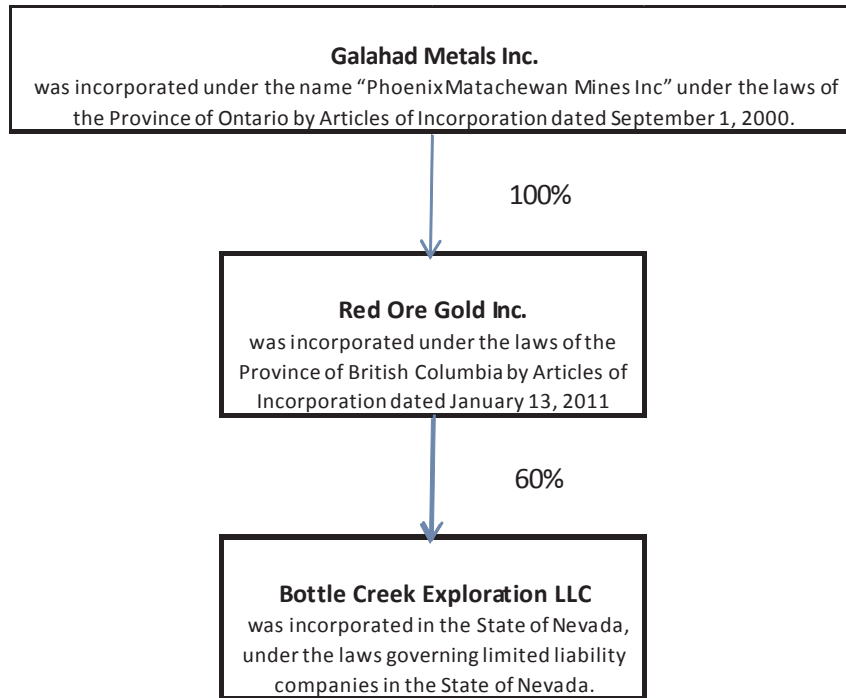 Galahad Metals Inc.
was incorporated under the name “Phoenix Matachewan Mines Inc” under the laws of
the Province of Ontario by Articles of Incorporation dated September 1, 2000.
100%
Red Ore Gold Inc.
was incorporated under the laws of the
Province of British Columbia by Articles of
Incorporation dated January 13, 2011
60%
Bottle Creek Exploration LLC
was incorporated in the State of Nevada,
under the laws governing limited liability
companies in the State of Nevada.